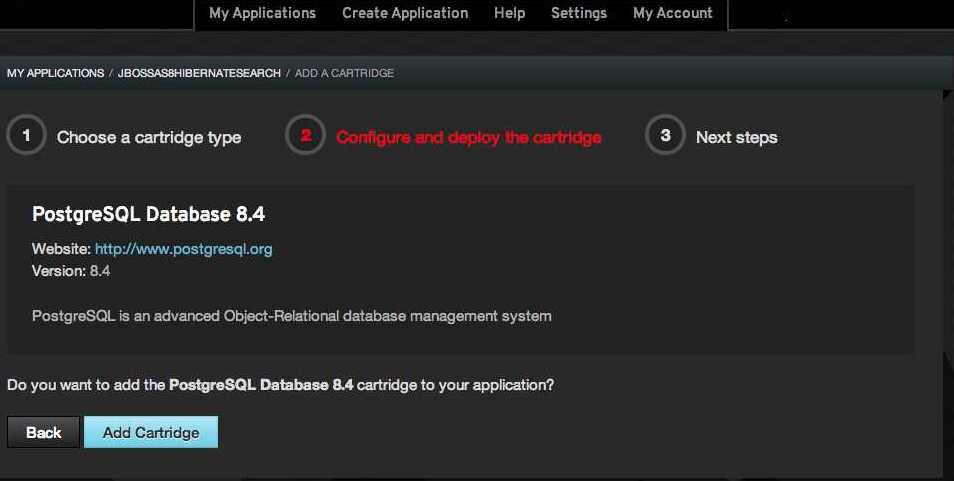 My Applications Create Application Help Settings My Account
MY APPLICATIONS / JBOSSAS8HIBERNATESEARCH / ADD A CARTRIDGE
1 Choose a cartridge type 2 Configure and deploy the cartridge 3 Next steps
PostgreSQL Database 8.4
Website: http://www.postgresql.org
Version: 8.4
PostgreSQL is an advanced Object-Relational database management system
Do you want to add the PostgreSQL Database 8.4 cartridge to your application?
Back Add Cartridge